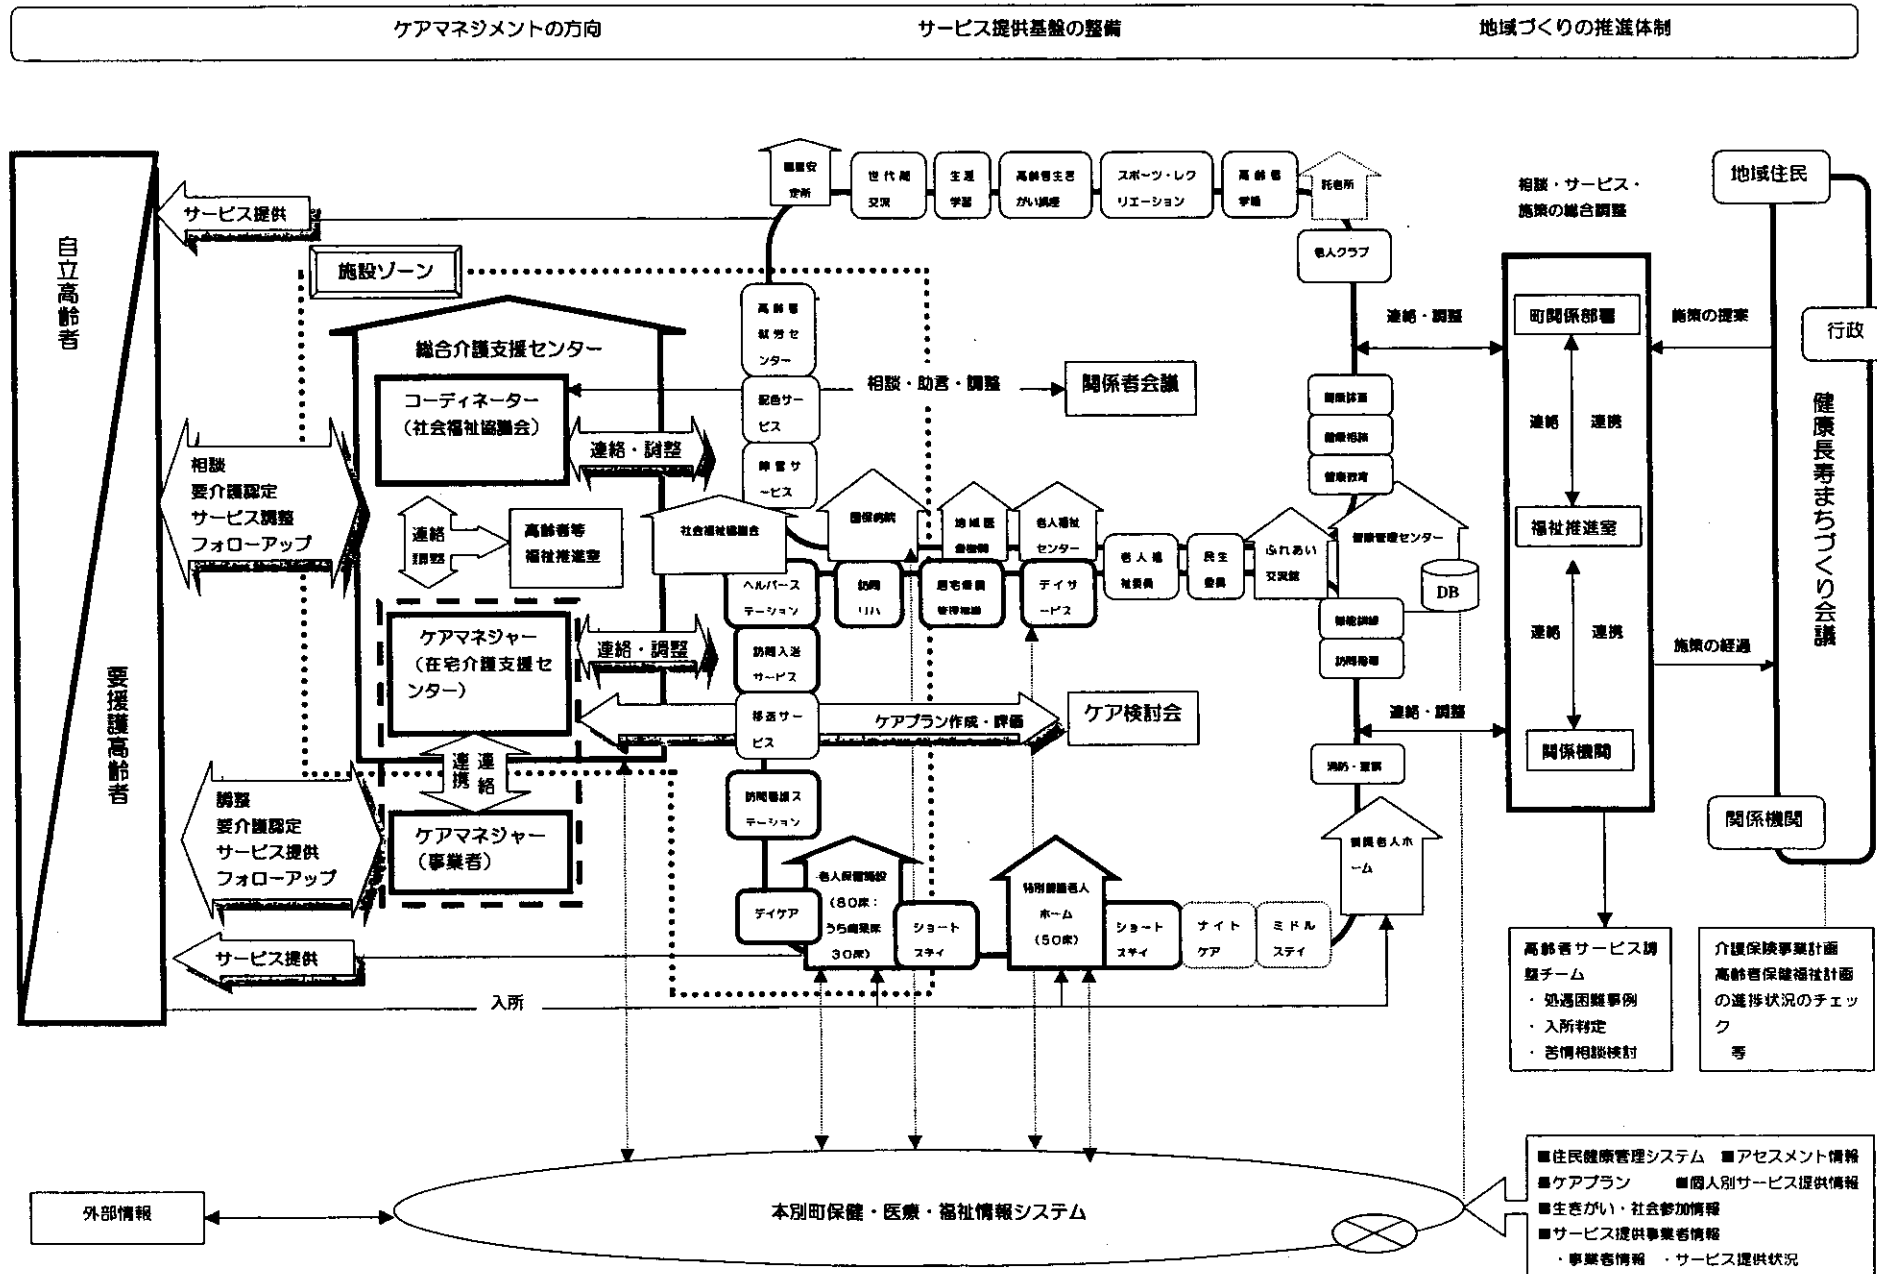 ケアマネジメントの方向
サービス提供基盤の整備
地域づくりの推進体制
定所
世代間
交流
生涯
学習
高齢者生き
がい講座
スポーツ・レク
リエーション
高齢者
学級
託老所
老人クラブ
相談・サービス・
施策の総合調整
地域住民
行政
健康長寿まちづくり会議
関係機関
自立高齢者
要援護高齢者
サービス提供
施設ゾーン
総合介護支援センター
コーディネーター
(社会福祉協議会)
相談・助言・調整
関係者会議
連絡・調整
相談
要介護認定
サービス調整
フォローアップ
連絡
調整
高齢者等
福祉推進室
ケアマネジャー
(在宅介護支援セ
ンター)
連絡・調整
ケアプラン作成・評価
ケア検討会
連携
連絡
ケアマネジャー
(事業者)
調整
要介護認定
サービス提供
フォローアップ
サービス提供
入所
高齢者
就労セ
ンター
配色サー
ビス
ービス
社会福祉協議会
国保病院
地域医
療機関
老人福祉
センター
老人福
祉委員
民生
委員
ふれあい
交流館
健康管理センター
DB
健康相談
健康教育
機能訓練
訪問指導
ヘルパース
テーション
訪問
リハ
居宅療養
管理指導
デイサ
ービス
訪問入浴
サービス
移送サー
ビス
訪問看護ス
テーション
デイケア
老人保健施設
(80床:
30床)
ショート
ステイ
特別養護老人
ホーム
(50床)
ショート
ステイ
ナイト
ケア
ミドル
ステイ
養護老人ホ
ーム
消防・警察
連絡・調整
連絡・調整
町関係部署
連絡
連携
福祉推進室
連絡
連携
関係機関
施策の提案
施策の経過
高齢者サービス調
整チーム
・処遇困難事例
・入所判定
・苦情相談検討
介護保険事業計画
高齢者保健福祉計画
の進捗状況のチェッ
ク
等
外部情報
本別町保健・医療・福祉情報システム
■住民健康管理システム ■アセスメント情報
■ケアプラン ■個人別サービス提供情報
■生きがい・社会参加情報
■サービス提供事業者情報
・事業者情報 ・サービス提供状況